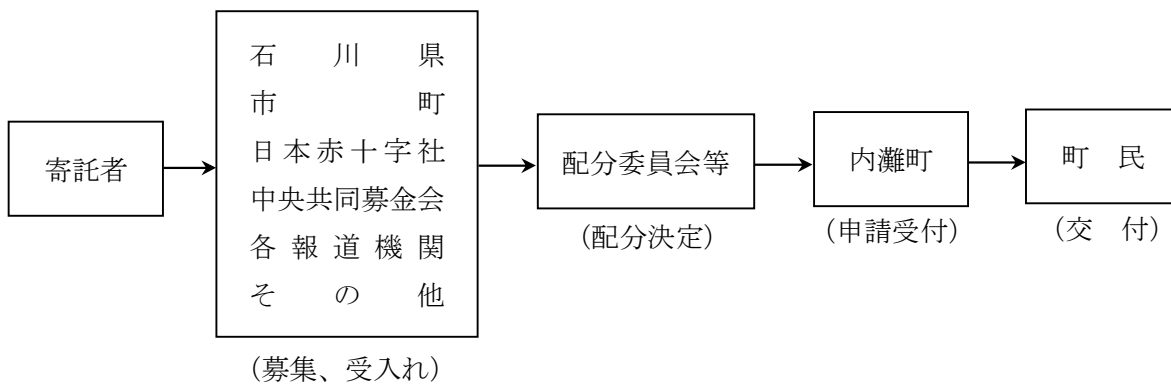 寄託者
石川県
市町
日本赤十字社
中央共同募金会
各報道機関
その他
(募集、受入れ)
配分委員会等
(配分決定)
内灘町
(申請受付)
町民
(交付)